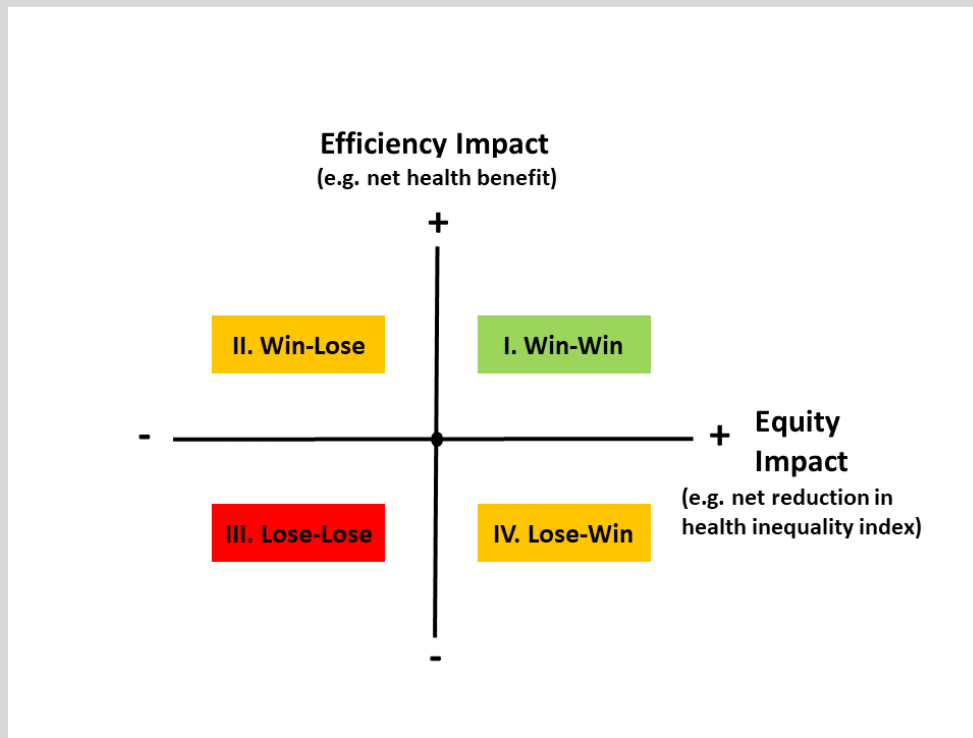 Efficiency Impact
(e.g. net health benefit)
+
II. Win-Lose
I. Win-Win
-
+
Equity
Impact
(e.g. net reduction in
health inequality index)
III. Lose-Lose
IV. Lose-Win
-